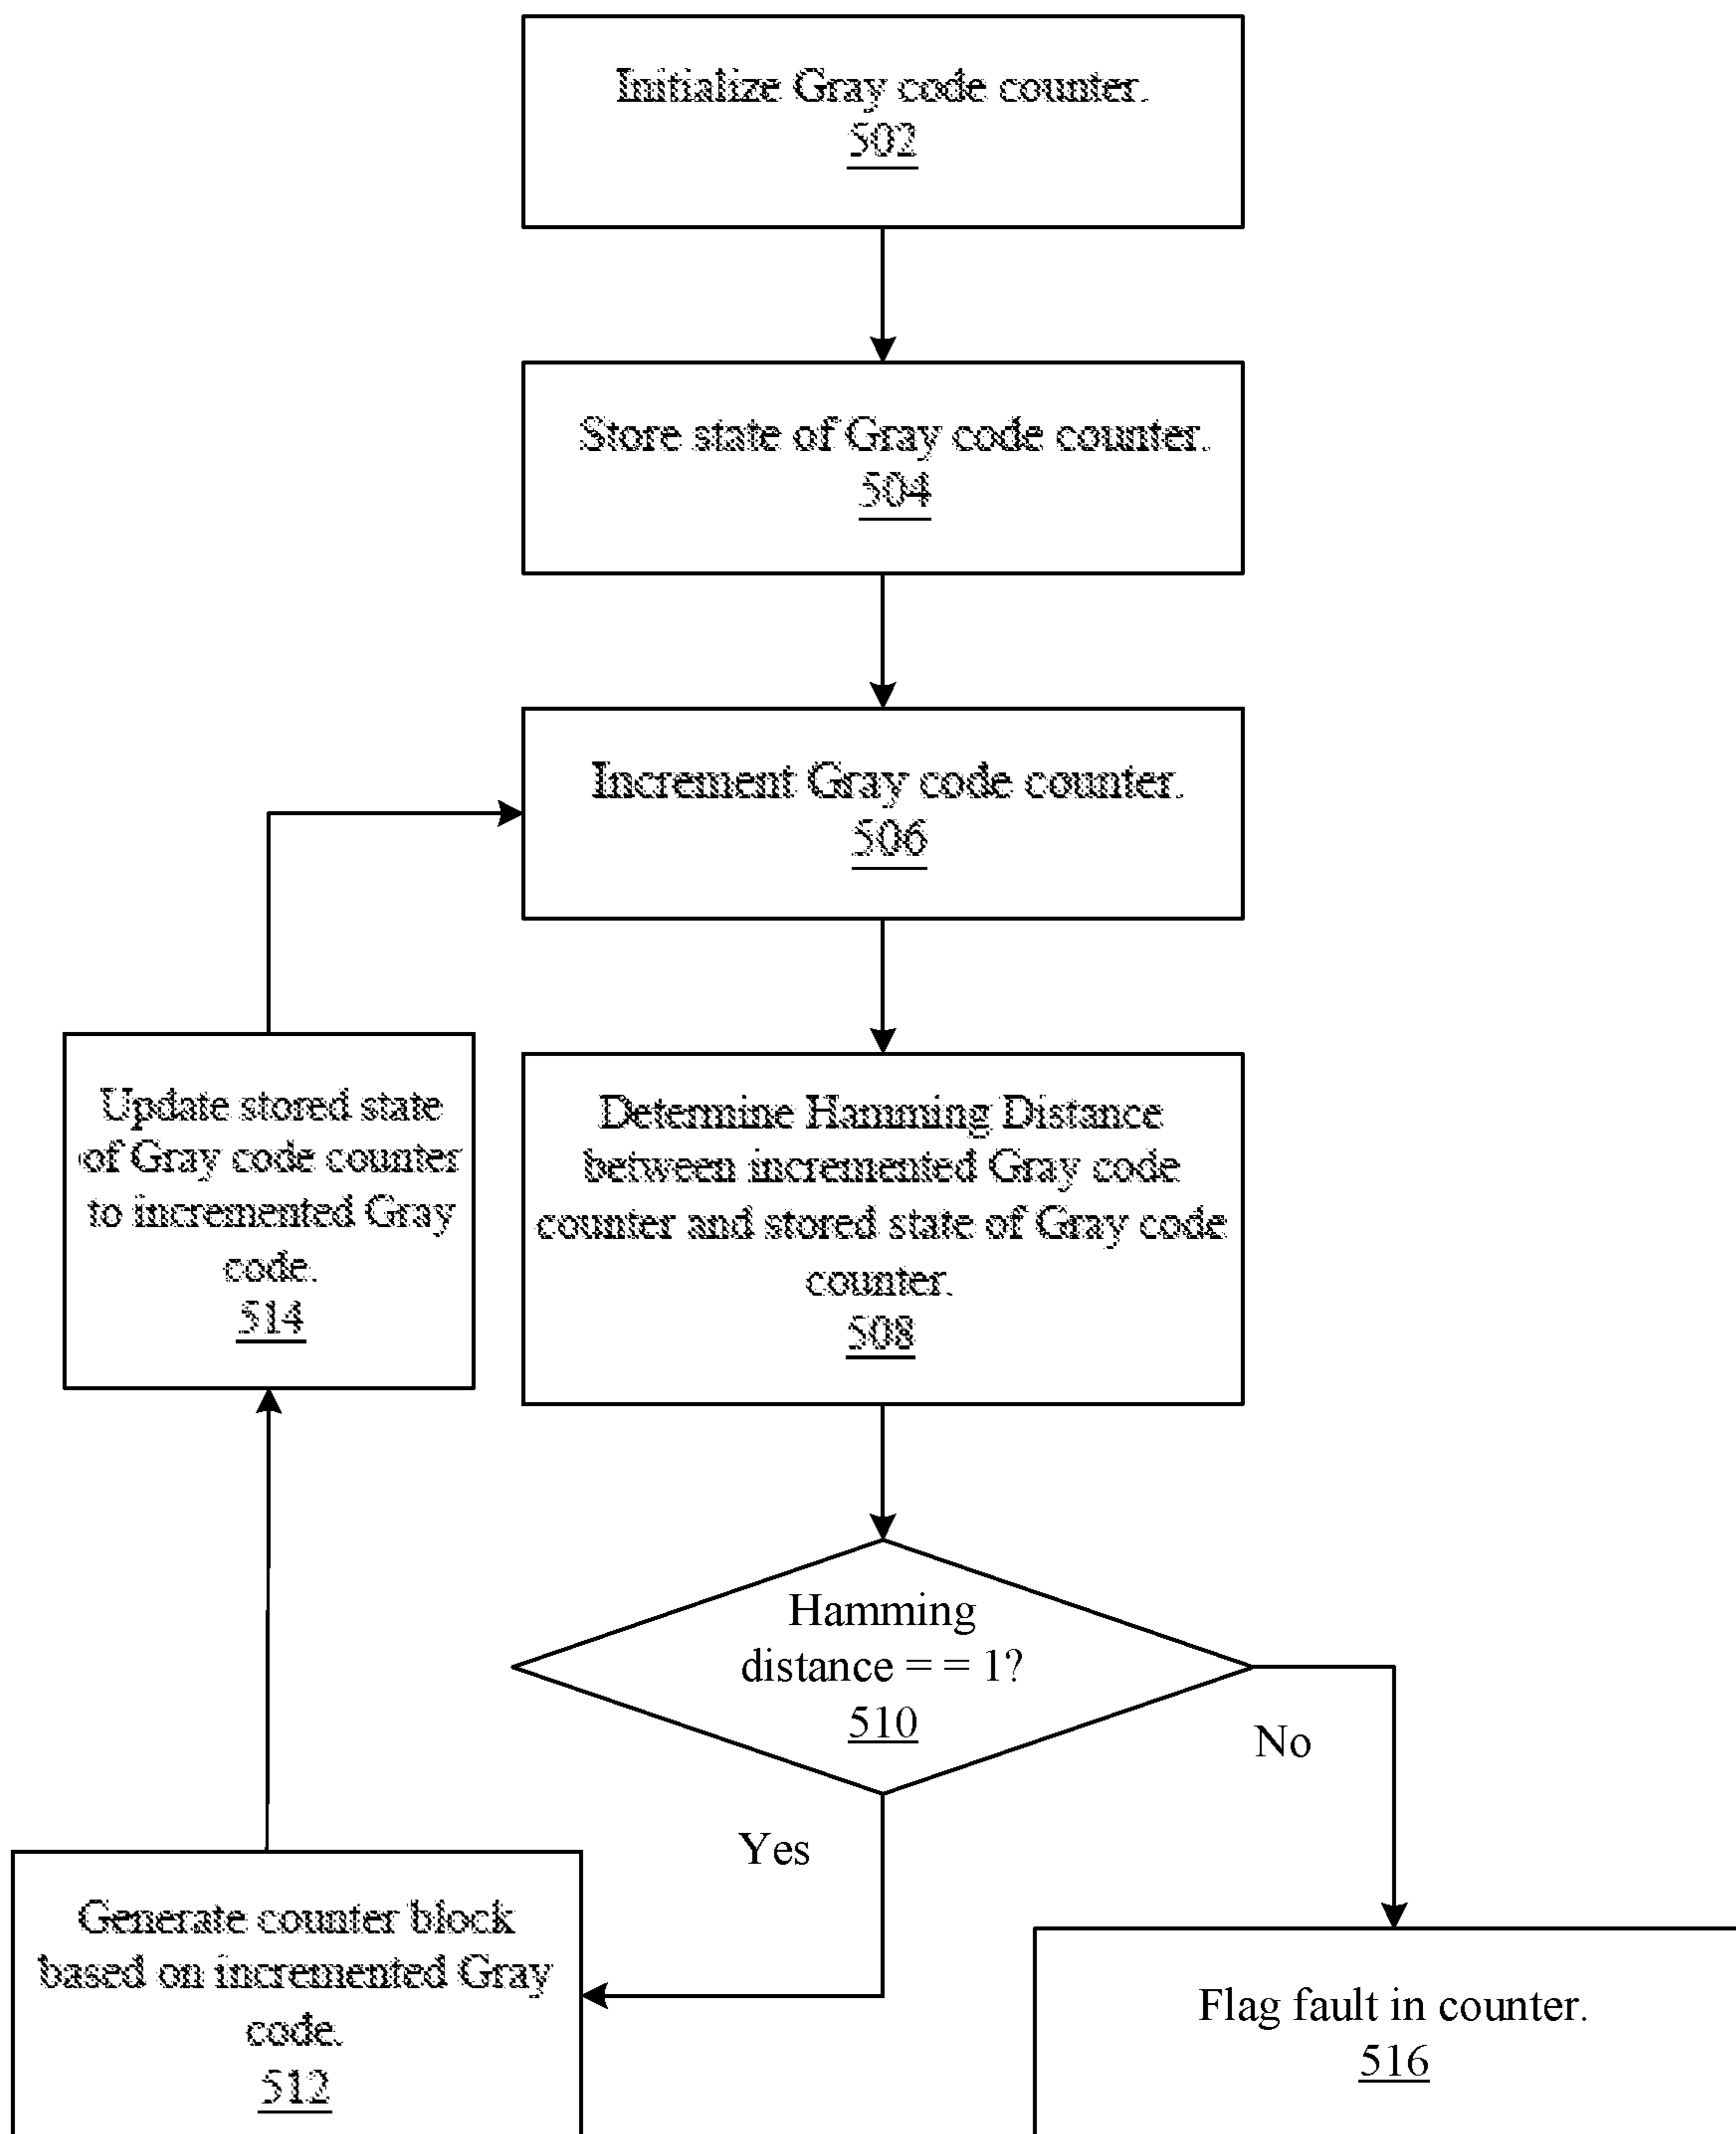 Initialize Gray code counter.
502
Store state of Gray code counter.
504
Increment Gray code counter.
506
Update stored state
of Gray code counter
to incremented Gray
code.
514
Determine Hamming Distance
between incremented Gray code
counter and stored state of Gray code
counter.
508
Hamming
distance = = 1?
510
No
Yes
Generate counter block
based on incremented Gray
code.
512
Flag fault in counter.
516